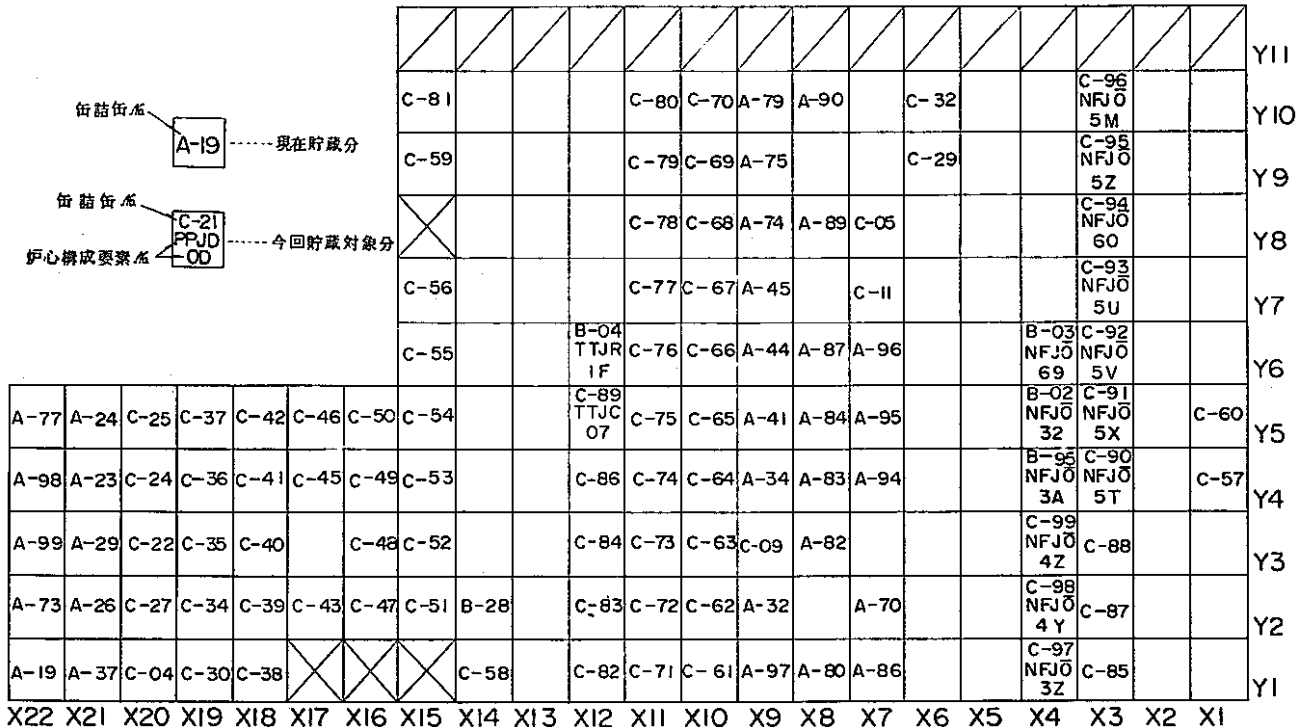 缶詰缶№
A-19 ------ 現在貯蔵分
缶詰缶№
C-21
PPJD ------ 今回貯蔵対象分
炉心構成要素№
0D
Y11
C-81 C-80 C-70 A-79 A-90 C-32 C-96 NFJŌ 5M Y10
C-59 C-79 C-69 A-75 C-29 C-95 NFJŌ 5Z Y9
C-78 C-68 A-74 A-89 C-05 C-94 NFJŌ 60 Y8
C-56 C-77 C-67 A-45 C-11 C-93 NFJŌ 5U Y7
C-55 B-04 TTJR 1F C-76 C-66 A-44 A-87 A-96 B-03 NFJŌ 69 C-92 NFJŌ 5V Y6
A-77 A-24 C-25 C-37 C-42 C-46 C-50 C-54 C-89 TTJC 07 C-75 C-65 A-41 A-84 A-95 B-02 NFJŌ 32 C-91 NFJŌ 5X C-60 Y5
A-98 A-23 C-24 C-36 C-41 C-45 C-49 C-53 C-86 C-74 C-64 A-34 A-83 A-94 B-95 NFJŌ 3A C-90 NFJŌ 5T C-57 Y4
A-99 A-29 C-22 C-35 C-40 C-48 C-52 C-84 C-73 C-63 C-09 A-82 C-99 NFJŌ 4Z C-88 Y3
A-73 A-26 C-27 C-34 C-39 C-43 C-47 C-51 B-28 C-83 C-72 C-62 A-32 A-70 C-98 NFJŌ 4Y C-87 Y2
A-19 A-37 C-04 C-30 C-38 C-58 C-82 C-71 C-61 A-97 A-80 A-86 C-97 NFJŌ 3Z C-85 Y1
X22 X21 X20 X19 X18 X17 X16 X15 X14 X13 X12 X11 X10 X9 X8 X7 X6 X5 X4 X3 X2 X1